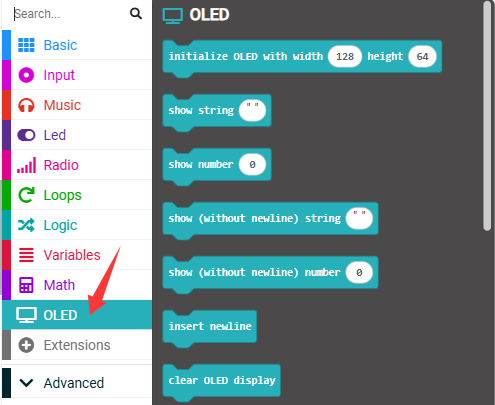 Search...
Basic
Input
Music
Led
Radio
Loops
Logic
Variables
Math
OLED
Extensions
Advanced
OLED
initialize OLED with width 128 height 64
show string " "
show number 0
show (without newline) string " "
show (without newline) number 0
insert newline
clear OLED display